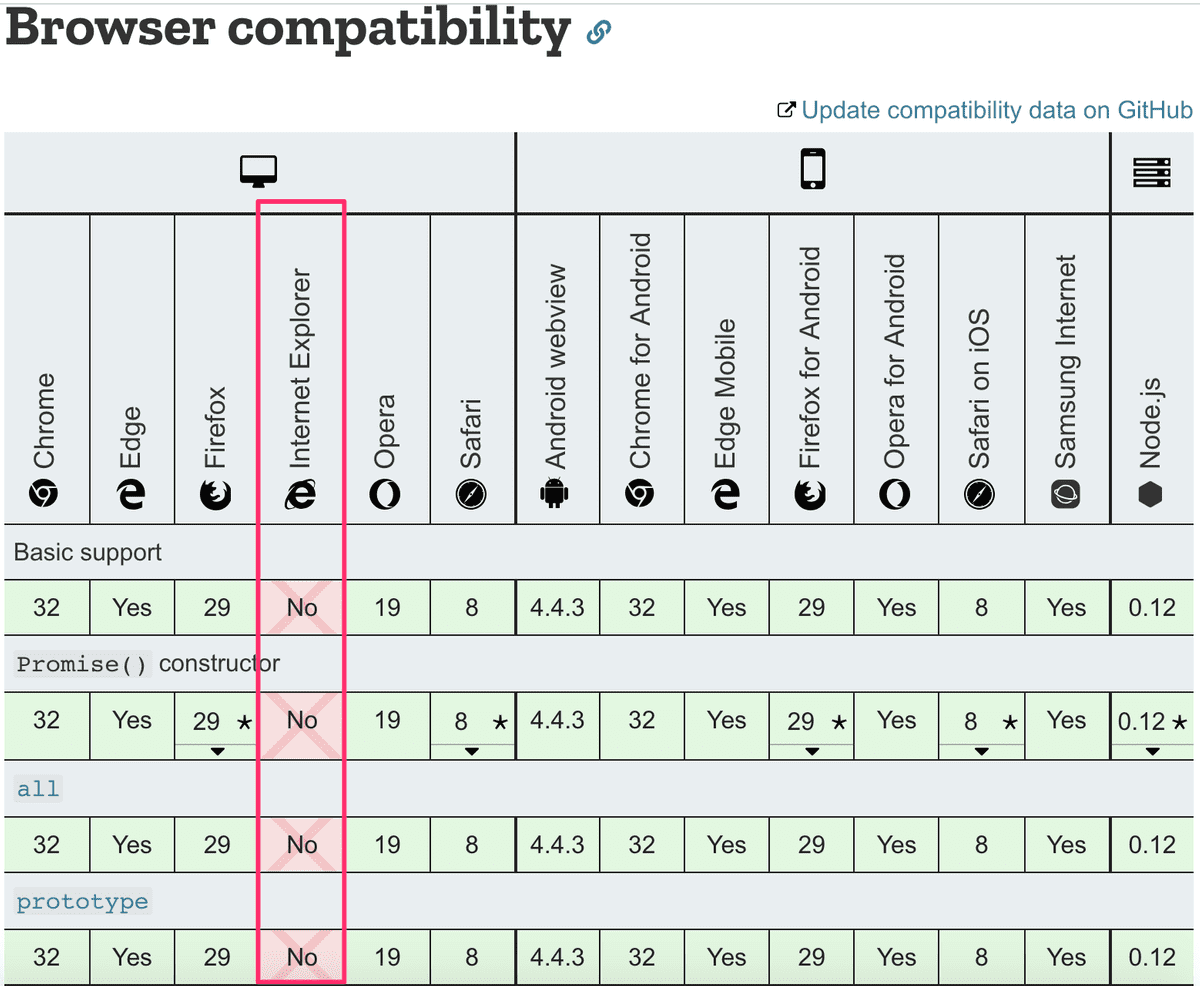 Browser compatibility
Update compatibility data on GitHub
Chrome Edge Firefox Internet Explorer Opera Safari Android webview Chrome for Android Edge Mobile Firefox for Android Opera for Android Safari on iOS Samsung Internet Node.js
Basic support
32 Yes 29 No 19 8 4.4.3 32 Yes 29 Yes 8 Yes 0.12
Promise() constructor
32 Yes 29 * No 19 8 * 4.4.3 32 Yes 29 * Yes 8 * Yes 0.12 *
all
32 Yes 29 No 19 8 4.4.3 32 Yes 29 Yes 8 Yes 0.12
prototype
32 Yes 29 No 19 8 4.4.3 32 Yes 29 Yes 8 Yes 0.12